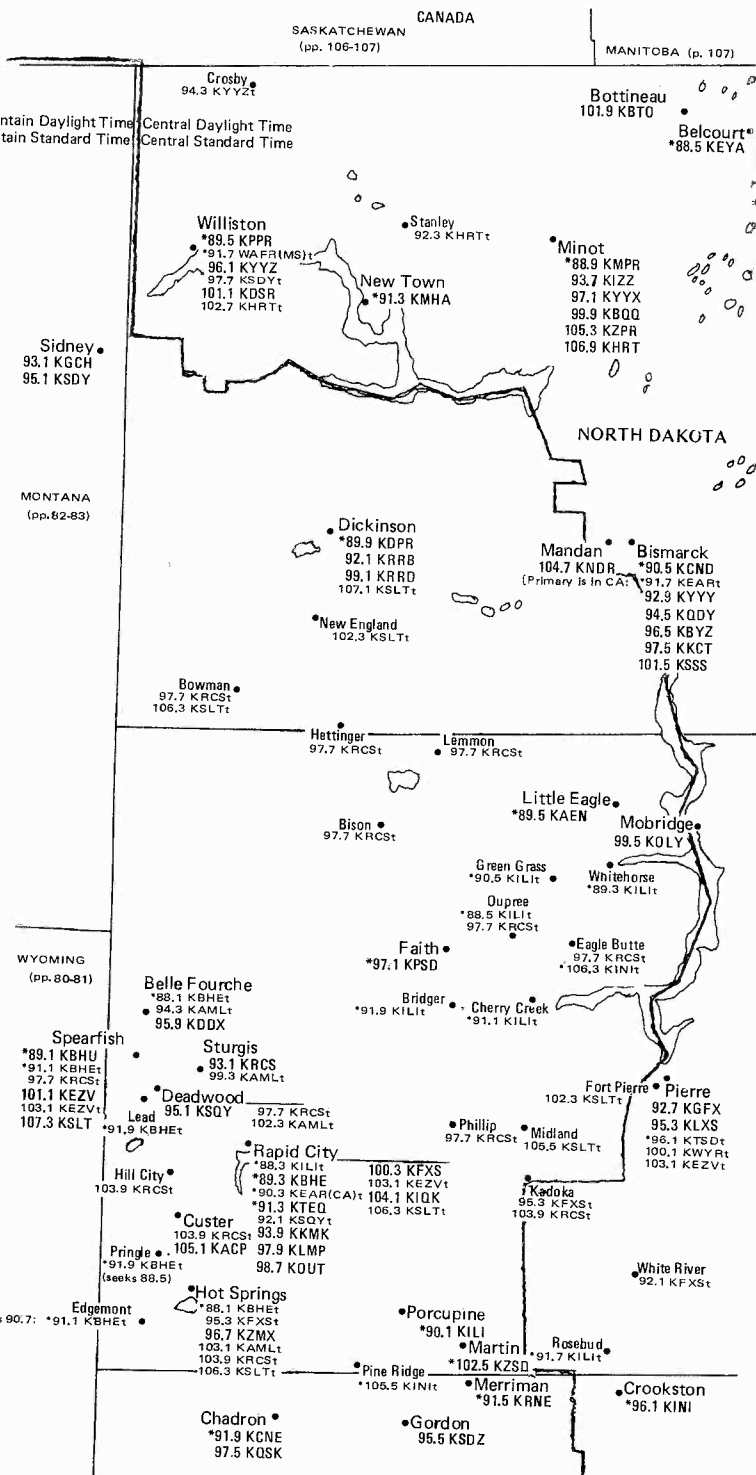 CANADA
SASKATCHEWAN
(pp. 106-107)
MANITOBA (p. 107)
Crosby
94.3 KYYZt
Bottineau
101.9 KBTO
Belcourt
*88.5 KEYA
ntain Daylight Time
Central Daylight Time
tain Standard Time
Central Standard Time
Williston
*89.5 KPPR
*91.7 WAFR(MS)t
96.1 KYYZ
97.7 KSDYt
101.1 KDSR
102.7 KHRTt
Stanley
92.3 KHRTt
New Town
*91.3 KMHA
Minot
*88.9 KMPR
93.7 KIZZ
97.1 KYYX
99.9 KBQQ
105.3 KZPR
106.9 KHRT
Sidney
93.1 KGCH
95.1 KSDY
NORTH DAKOTA
MONTANA
(pp.82-83)
Dickinson
*89.9 KDPR
92.1 KRRB
99.1 KRRD
107.1 KSLTt
Mandan
104.7 KNDR
[Primary is in CA:
Bismarck
*90.5 KCND
*91.7 KEARt
92.9 KYYY
94.5 KQDY
96.5 KBYZ
97.5 KKCT
101.5 KSSS
New England
102.3 KSLTt
Bowman
97.7 KRCSt
106.3 KSLTt
Hettinger
97.7 KRCSt
Lemmon
97.7 KRCSt
Little Eagle
*89.5 KAEN
Mobridge
99.5 KOLY
Bison
97.7 KRCSt
Green Grass
*90.5 KILIt
Whitehorse
*89.3 KILIt
Dupree
*88.5 KILIt
97.7 KRCSt
Faith
*97.1 KPSD
Eagle Butte
97.7 KRCSt
*106.3 KINIt
WYOMING
(pp.80-81)
Belle Fourche
*88.1 KBHEt
94.3 KAMLt
95.9 KDDX
Bridger
*91.9 KILIt
Cherry Creek
*91.1 KILIt
Spearfish
*89.1 KBHU
*91.1 KBHEt
97.7 KRCSt
101.1 KEZV
103.1 KEZVt
107.3 KSLT
Sturgis
93.1 KRCS
99.3 KAMLt
Deadwood
95.1 KSQY
97.7 KRCSt
102.3 KAMLt
Lead
*91.9 KBHEt
Fort Pierre
102.3 KSLTt
Pierre
92.7 KGFX
95.3 KLXS
*96.1 KTSDt
100.1 KWYRt
103.1 KEZVt
Phillip
97.7 KRCSt
Midland
105.5 KSLTt
Rapid City
*88.3 KILIt
*89.3 KBHE
*90.3 KEAR(CA)t
*91.3 KTEQ
92.1 KSQYt
93.9 KKMK
97.9 KLMP
98.7 KOUT
100.3 KFXS
103.1 KEZVt
104.1 KIQK
106.3 KSLTt
Hill City
103.9 KRCSt
Kadoka
95.3 KFXSt
103.9 KRCSt
Custer
103.9 KRCSt
105.1 KACP
Pringle
*91.9 KBHEt
(seeks 88.5)
White River
92.1 KFXSt
Hot Springs
*88.1 KBHEt
95.3 KFXSt
96.7 KZMX
103.1 KAMLt
103.9 KRCSt
106.3 KSLTt
Edgemont
s 90.7: *91.1 KBHEt
Porcupine
*90.1 KILI
Martin
*102.5 KZSD
Rosebud
*91.7 KILIt
Pine Ridge
*105.5 KINIt
Merriman
*91.5 KRNE
Crookston
*96.1 KINI
Chadron
*91.9 KCNE
97.5 KQSK
Gordon
95.5 KSDZ